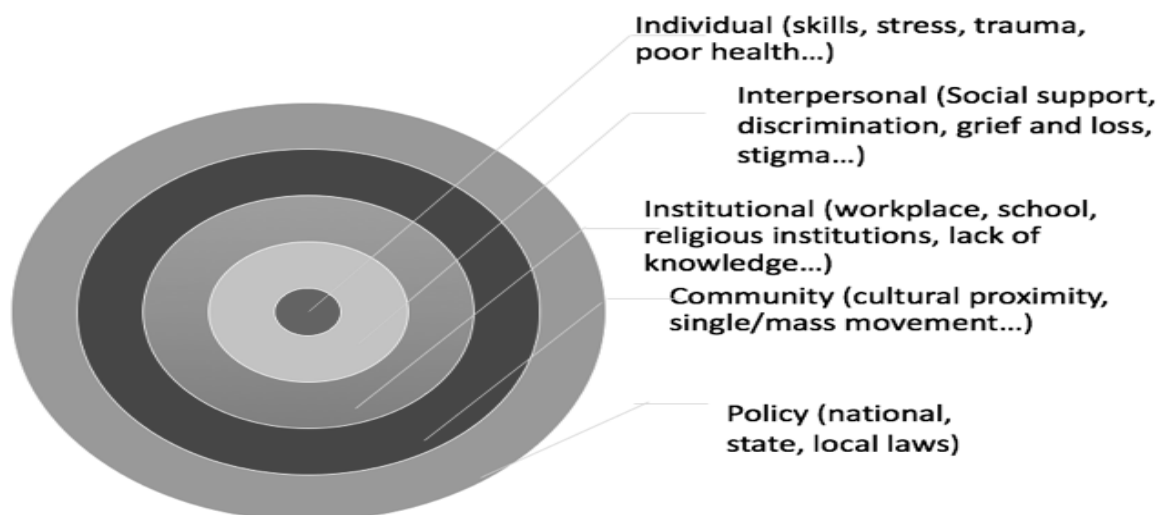 Individual (skills, stress, trauma,
poor health...)
Interpersonal (Social support,
discrimination, grief and loss,
stigma...)
Institutional (workplace, school,
religious institutions, lack of
knowledge...)
Community (cultural proximity,
single/mass movement...)
Policy (national,
state, local laws)